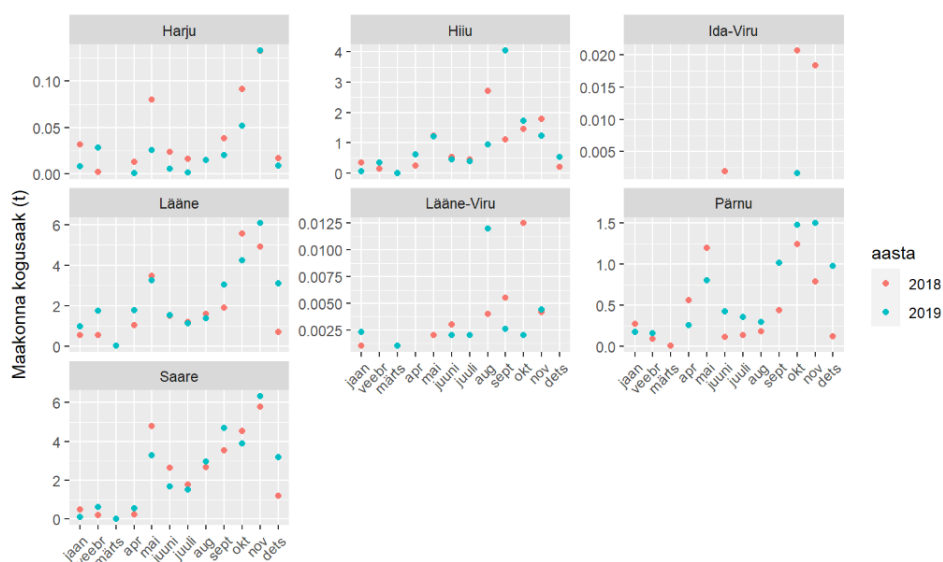 Harju
Hiiu
Ida-Viru
0.10
0.05
0.00
4
3
2
1
0
0.020
0.015
0.010
0.005
Lääne
Lääne-Viru
Pärnu
6
4
2
0
0.0125
0.0100
0.0075
0.0050
0.0025
1.5
1.0
0.5
0.0
jaan veebr märts apr mai juuni juuli aug sept okt nov dets
jaan veebr märts apr mai juuni juuli aug sept okt nov dets
Saare
6
4
2
0
jaan veebr märts apr mai juuni juuli aug sept okt nov dets
Maakonna kogusaak (t)
aasta
2018
2019